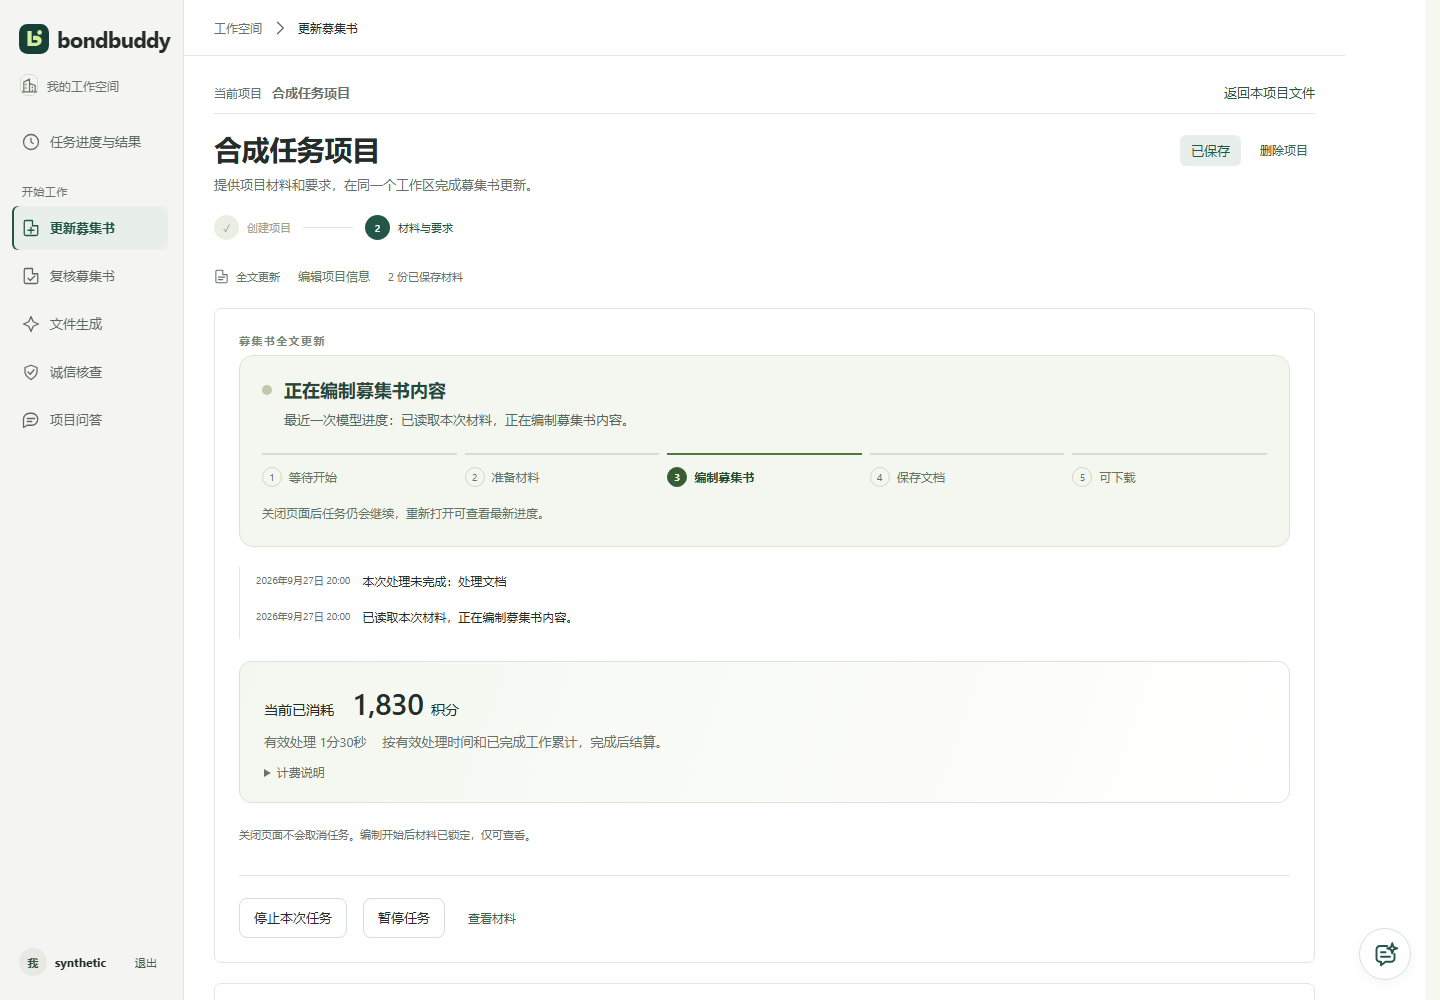 bondbuddy
我的工作空间
任务进度与结果
开始工作
更新募集书
复核募集书
文件生成
诚信核查
项目问答
我 synthetic 退出
工作空间 更新募集书
当前项目 合成任务项目 返回本项目文件
合成任务项目 已保存 删除项目
提供项目材料和要求，在同一个工作区完成募集书更新。
✓ 创建项目 2 材料与要求
全文更新 编辑项目信息 2 份已保存材料
募集书全文更新
正在编制募集书内容
最近一次模型进度：已读取本次材料，正在编制募集书内容。
1 等待开始 2 准备材料 3 编制募集书 4 保存文档 5 可下载
关闭页面后任务仍会继续，重新打开可查看最新进度。
2026年9月27日 20:00 本次处理未完成：处理文档
2026年9月27日 20:00 已读取本次材料，正在编制募集书内容。
当前已消耗 1,830 积分
有效处理 1分30秒 按有效处理时间和已完成工作累计，完成后结算。
计费说明
关闭页面不会取消任务。编制开始后材料已锁定，仅可查看。
停止本次任务 暂停任务 查看材料